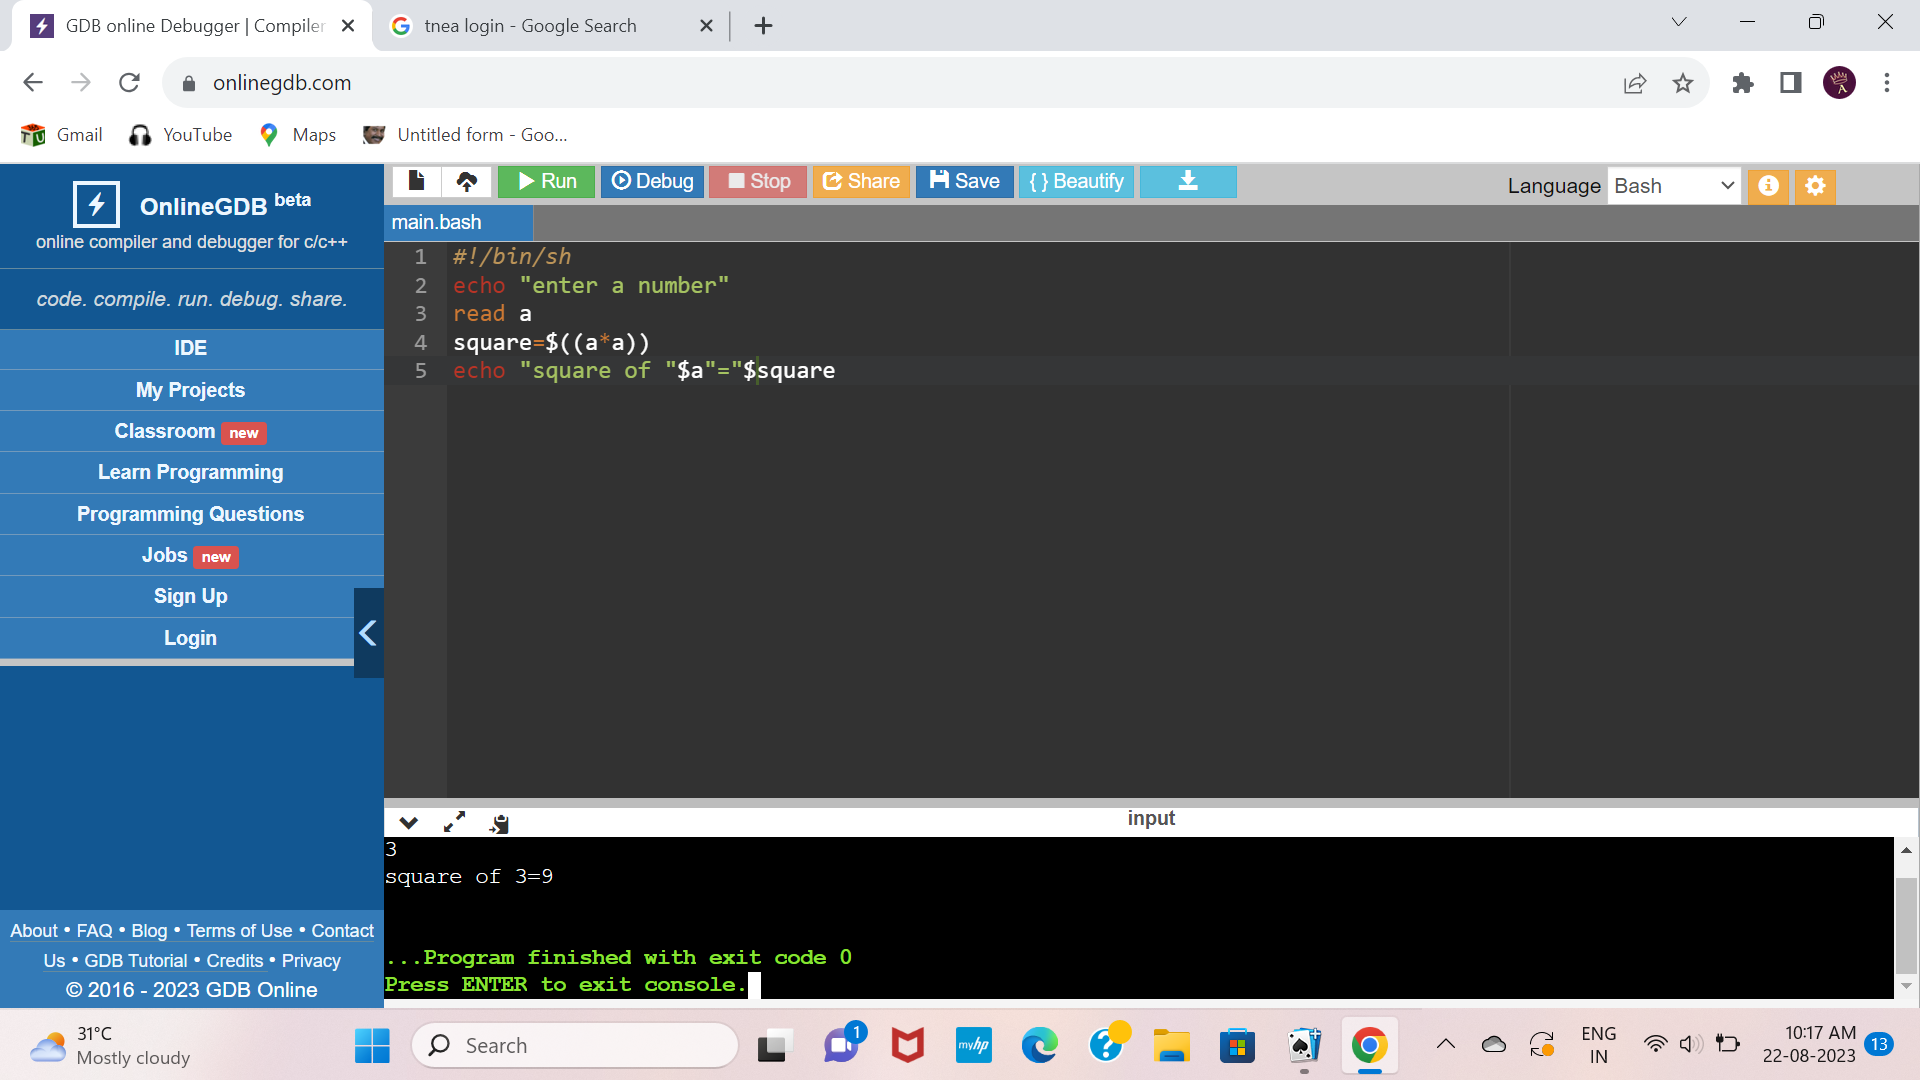 GDB online Debugger | Compiler
tnea login - Google Search
onlinegdb.com
Gmail
YouTube
Maps
Untitled form - Goo...
OnlineGDB beta
online compiler and debugger for c/c++
code. compile. run. debug. share.
IDE
My Projects
Classroom new
Learn Programming
Programming Questions
Jobs new
Sign Up
Login
About • FAQ • Blog • Terms of Use • Contact
Us • GDB Tutorial • Credits • Privacy
© 2016 - 2023 GDB Online
Run Debug Stop Share Save { } Beautify
Language Bash
main.bash
1 #!/bin/sh
2 echo "enter a number"
3 read a
4 square=$((a*a))
5 echo "square of "$a"="$square
input
3
square of 3=9
...Program finished with exit code 0
Press ENTER to exit console.
31°C
Mostly cloudy
Search
1
myhp
ENG
IN
10:17 AM
22-08-2023
13